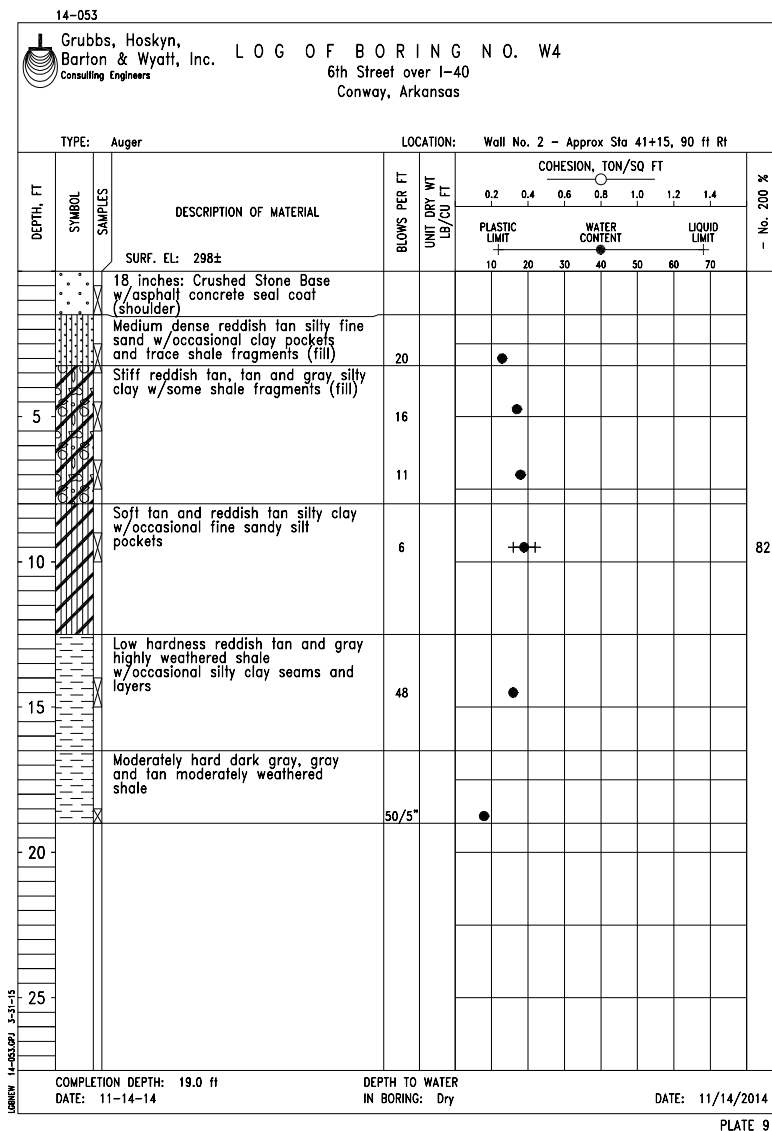 14-053
Grubbs, Hoskyn,
Barton & Wyatt, Inc.
Consulting Engineers
LOG OF BORING NO. W4
6th Street over I-40
Conway, Arkansas
TYPE: Auger
LOCATION: Wall No. 2 - Approx Sta 41+15, 90 ft Rt
DEPTH, FT
SYMBOL
SAMPLES
DESCRIPTION OF MATERIAL
SURF. EL: 298±
BLOWS PER FT
UNIT DRY WT
LB/CU FT
COHESION, TON/SQ FT
0.2 0.4 0.6 0.8 1.0 1.2 1.4
PLASTIC LIMIT
WATER CONTENT
LIQUID LIMIT
10 20 30 40 50 60 70
- No. 200 %
18 inches: Crushed Stone Base
w/asphalt concrete seal coat
(shoulder)
Medium dense reddish tan silty fine
sand w/occasional clay pockets
and trace shale fragments (fill)
20
Stiff reddish tan, tan and gray silty
clay w/some shale fragments (fill)
5
16
11
Soft tan and reddish tan silty clay
w/occasional fine sandy silt
pockets
6
82
10
Low hardness reddish tan and gray
highly weathered shale
w/occasional silty clay seams and
layers
48
15
Moderately hard dark gray, gray
and tan moderately weathered
shale
50/5"
20
25
LGBNEW 14-053.GPJ 3-31-15
COMPLETION DEPTH: 19.0 ft
DATE: 11-14-14
DEPTH TO WATER
IN BORING: Dry
DATE: 11/14/2014
PLATE 9